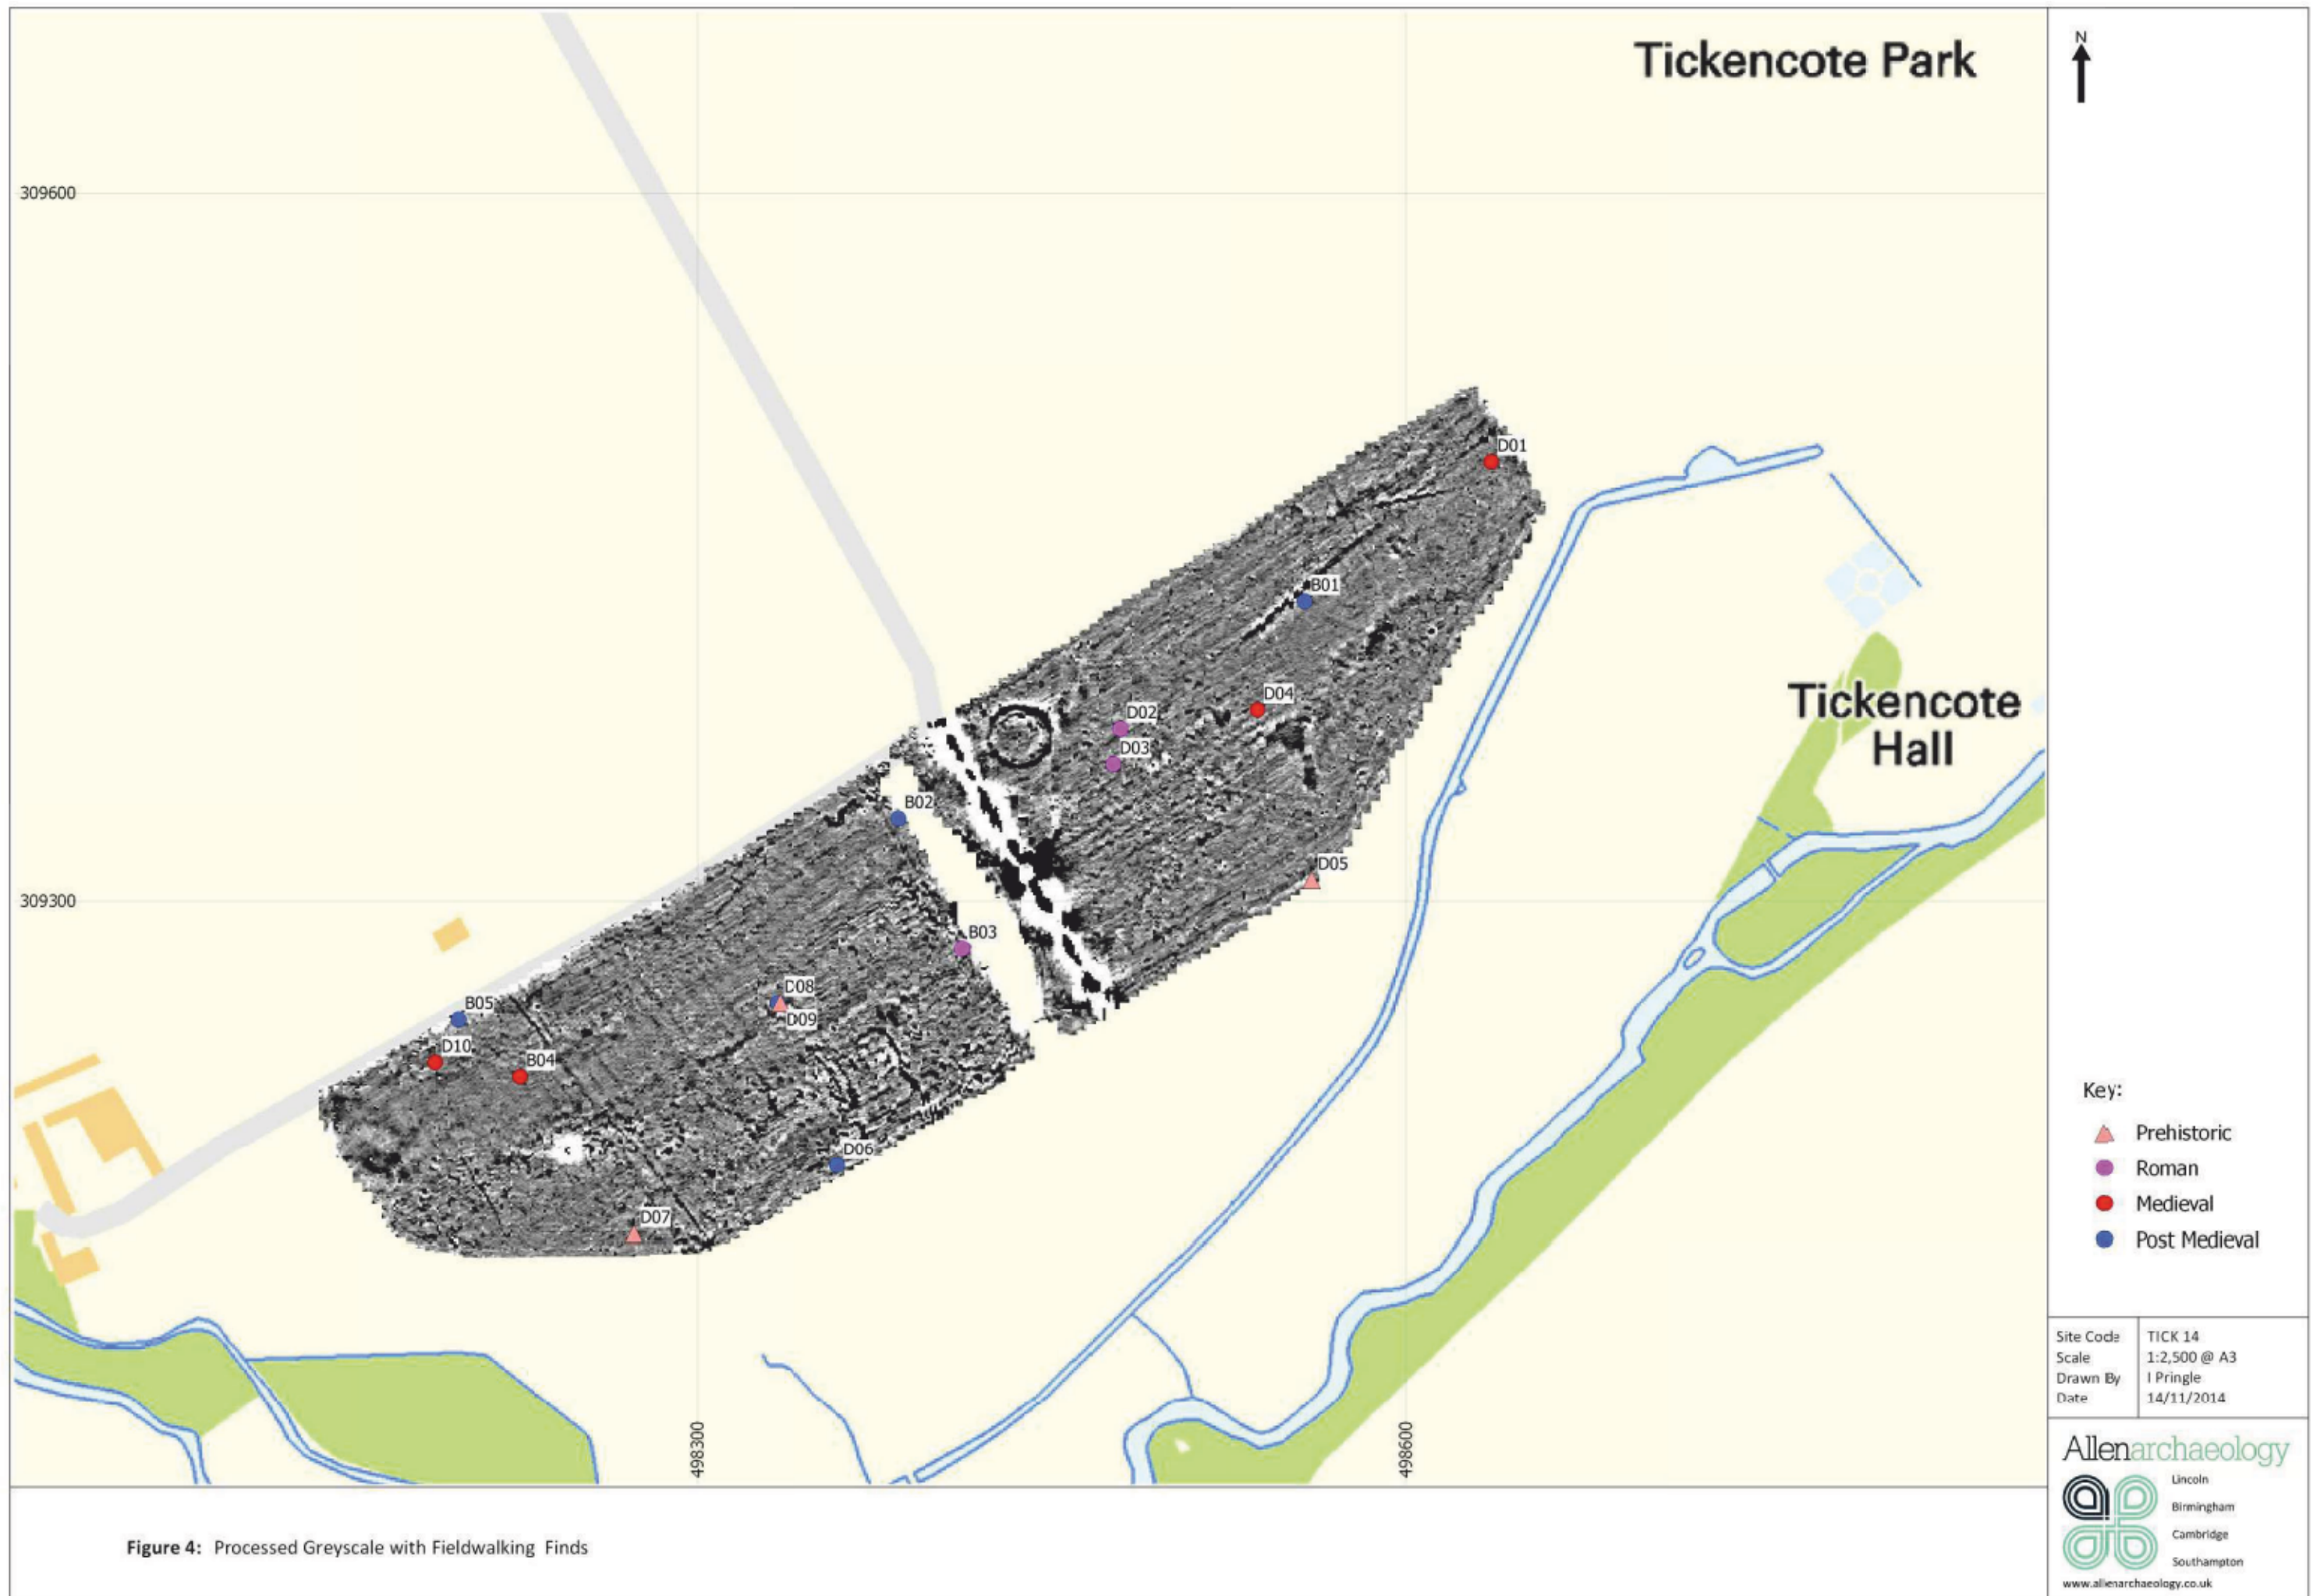 Tickencote Park
N
309600
D01
B01
D04
D02
D03
Tickencote
Hall
B02
D05
309300
B03
D08
B05
D09
D10
B04
D06
D07
498300
498600
Key:
Prehistoric
Roman
Medieval
Post Medieval
Site Code TICK 14
Scale 1:2,500 @ A3
Drawn By I Pringle
Date 14/11/2014
Allenarchaeology
Lincoln
Birmingham
Cambridge
Southampton
www.allenarchaeology.co.uk
Figure 4: Processed Greyscale with Fieldwalking Finds